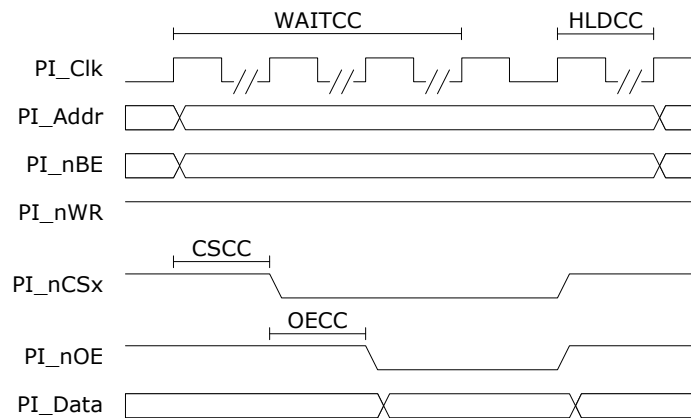 WAITCC HLDCC
PI_Clk
PI_Addr
PI_nBE
PI_nWR
CSCC
PI_nCSx
OECC
PI_nOE
PI_Data